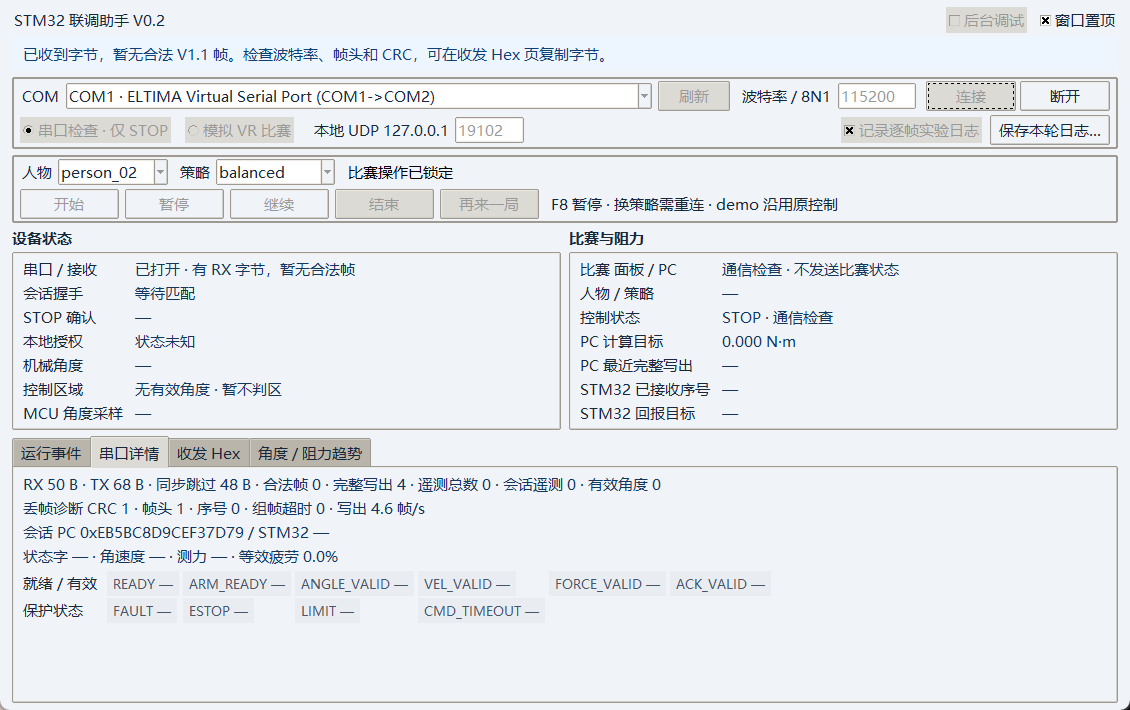 STM32 联调助手 V0.2
后台调试 窗口置顶
已收到字节，暂无合法 V1.1 帧。检查波特率、帧头和 CRC，可在收发 Hex 页复制字节。
COM COM1 · ELTIMA Virtual Serial Port (COM1->COM2) 刷新 波特率 / 8N1 115200 连接 断开
串口检查 · 仅 STOP 模拟 VR 比赛 本地 UDP 127.0.0.1 19102 记录逐帧实验日志 保存本轮日志...
人物 person_02 策略 balanced 比赛操作已锁定
开始 暂停 继续 结束 再来一局 F8 暂停 · 换策略需重连 · demo 沿用原控制
设备状态
串口 / 接收 已打开 · 有 RX 字节，暂无合法帧
会话握手 等待匹配
STOP 确认 —
本地授权 状态未知
机械角度 —
控制区域 无有效角度 · 暂不判区
MCU 角度采样 —
比赛与阻力
比赛 面板 / PC 通信检查 · 不发送比赛状态
人物 / 策略 —
控制状态 STOP · 通信检查
PC 计算目标 0.000 N·m
PC 最近完整写出 —
STM32 已接收序号 —
STM32 回报目标 —
运行事件 串口详情 收发 Hex 角度 / 阻力趋势
RX 50 B · TX 68 B · 同步跳过 48 B · 合法帧 0 · 完整写出 4 · 遥测总数 0 · 会话遥测 0 · 有效角度 0
丢帧诊断 CRC 1 · 帧头 1 · 序号 0 · 组帧超时 0 · 写出 4.6 帧/s
会话 PC 0xEB5BC8D9CEF37D79 / STM32 —
状态字 — · 角速度 — · 测力 — · 等效疲劳 0.0%
就绪 / 有效 READY — ARM_READY — ANGLE_VALID — VEL_VALID — FORCE_VALID — ACK_VALID —
保护状态 FAULT — ESTOP — LIMIT — CMD_TIMEOUT —